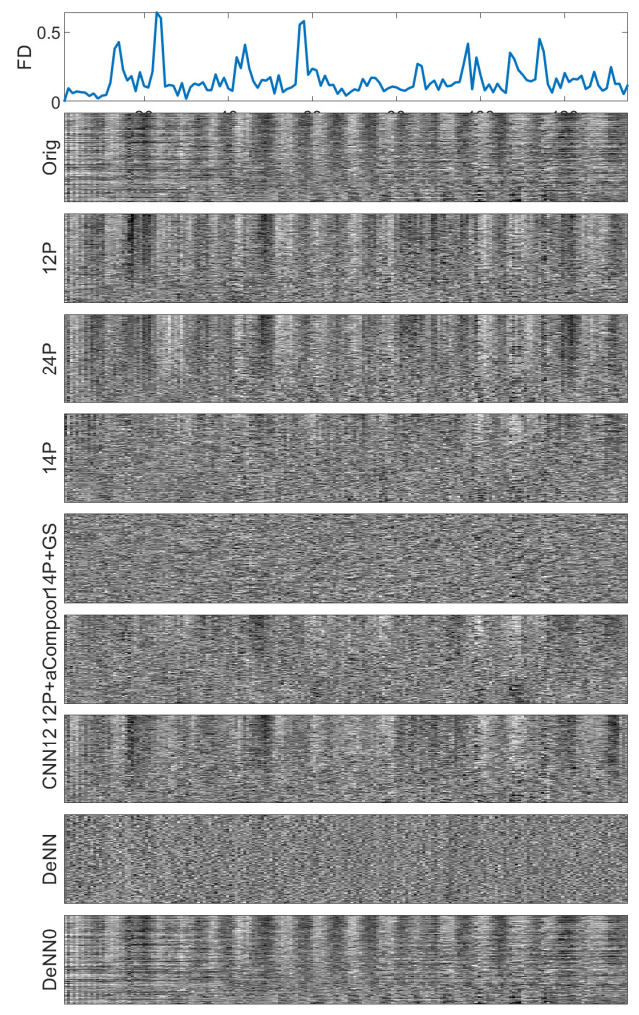 FD
0.5
0
Orig
12P
24P
14P
14P+GS
12P+aCompcor
CNN12
DeNN
DeNN0